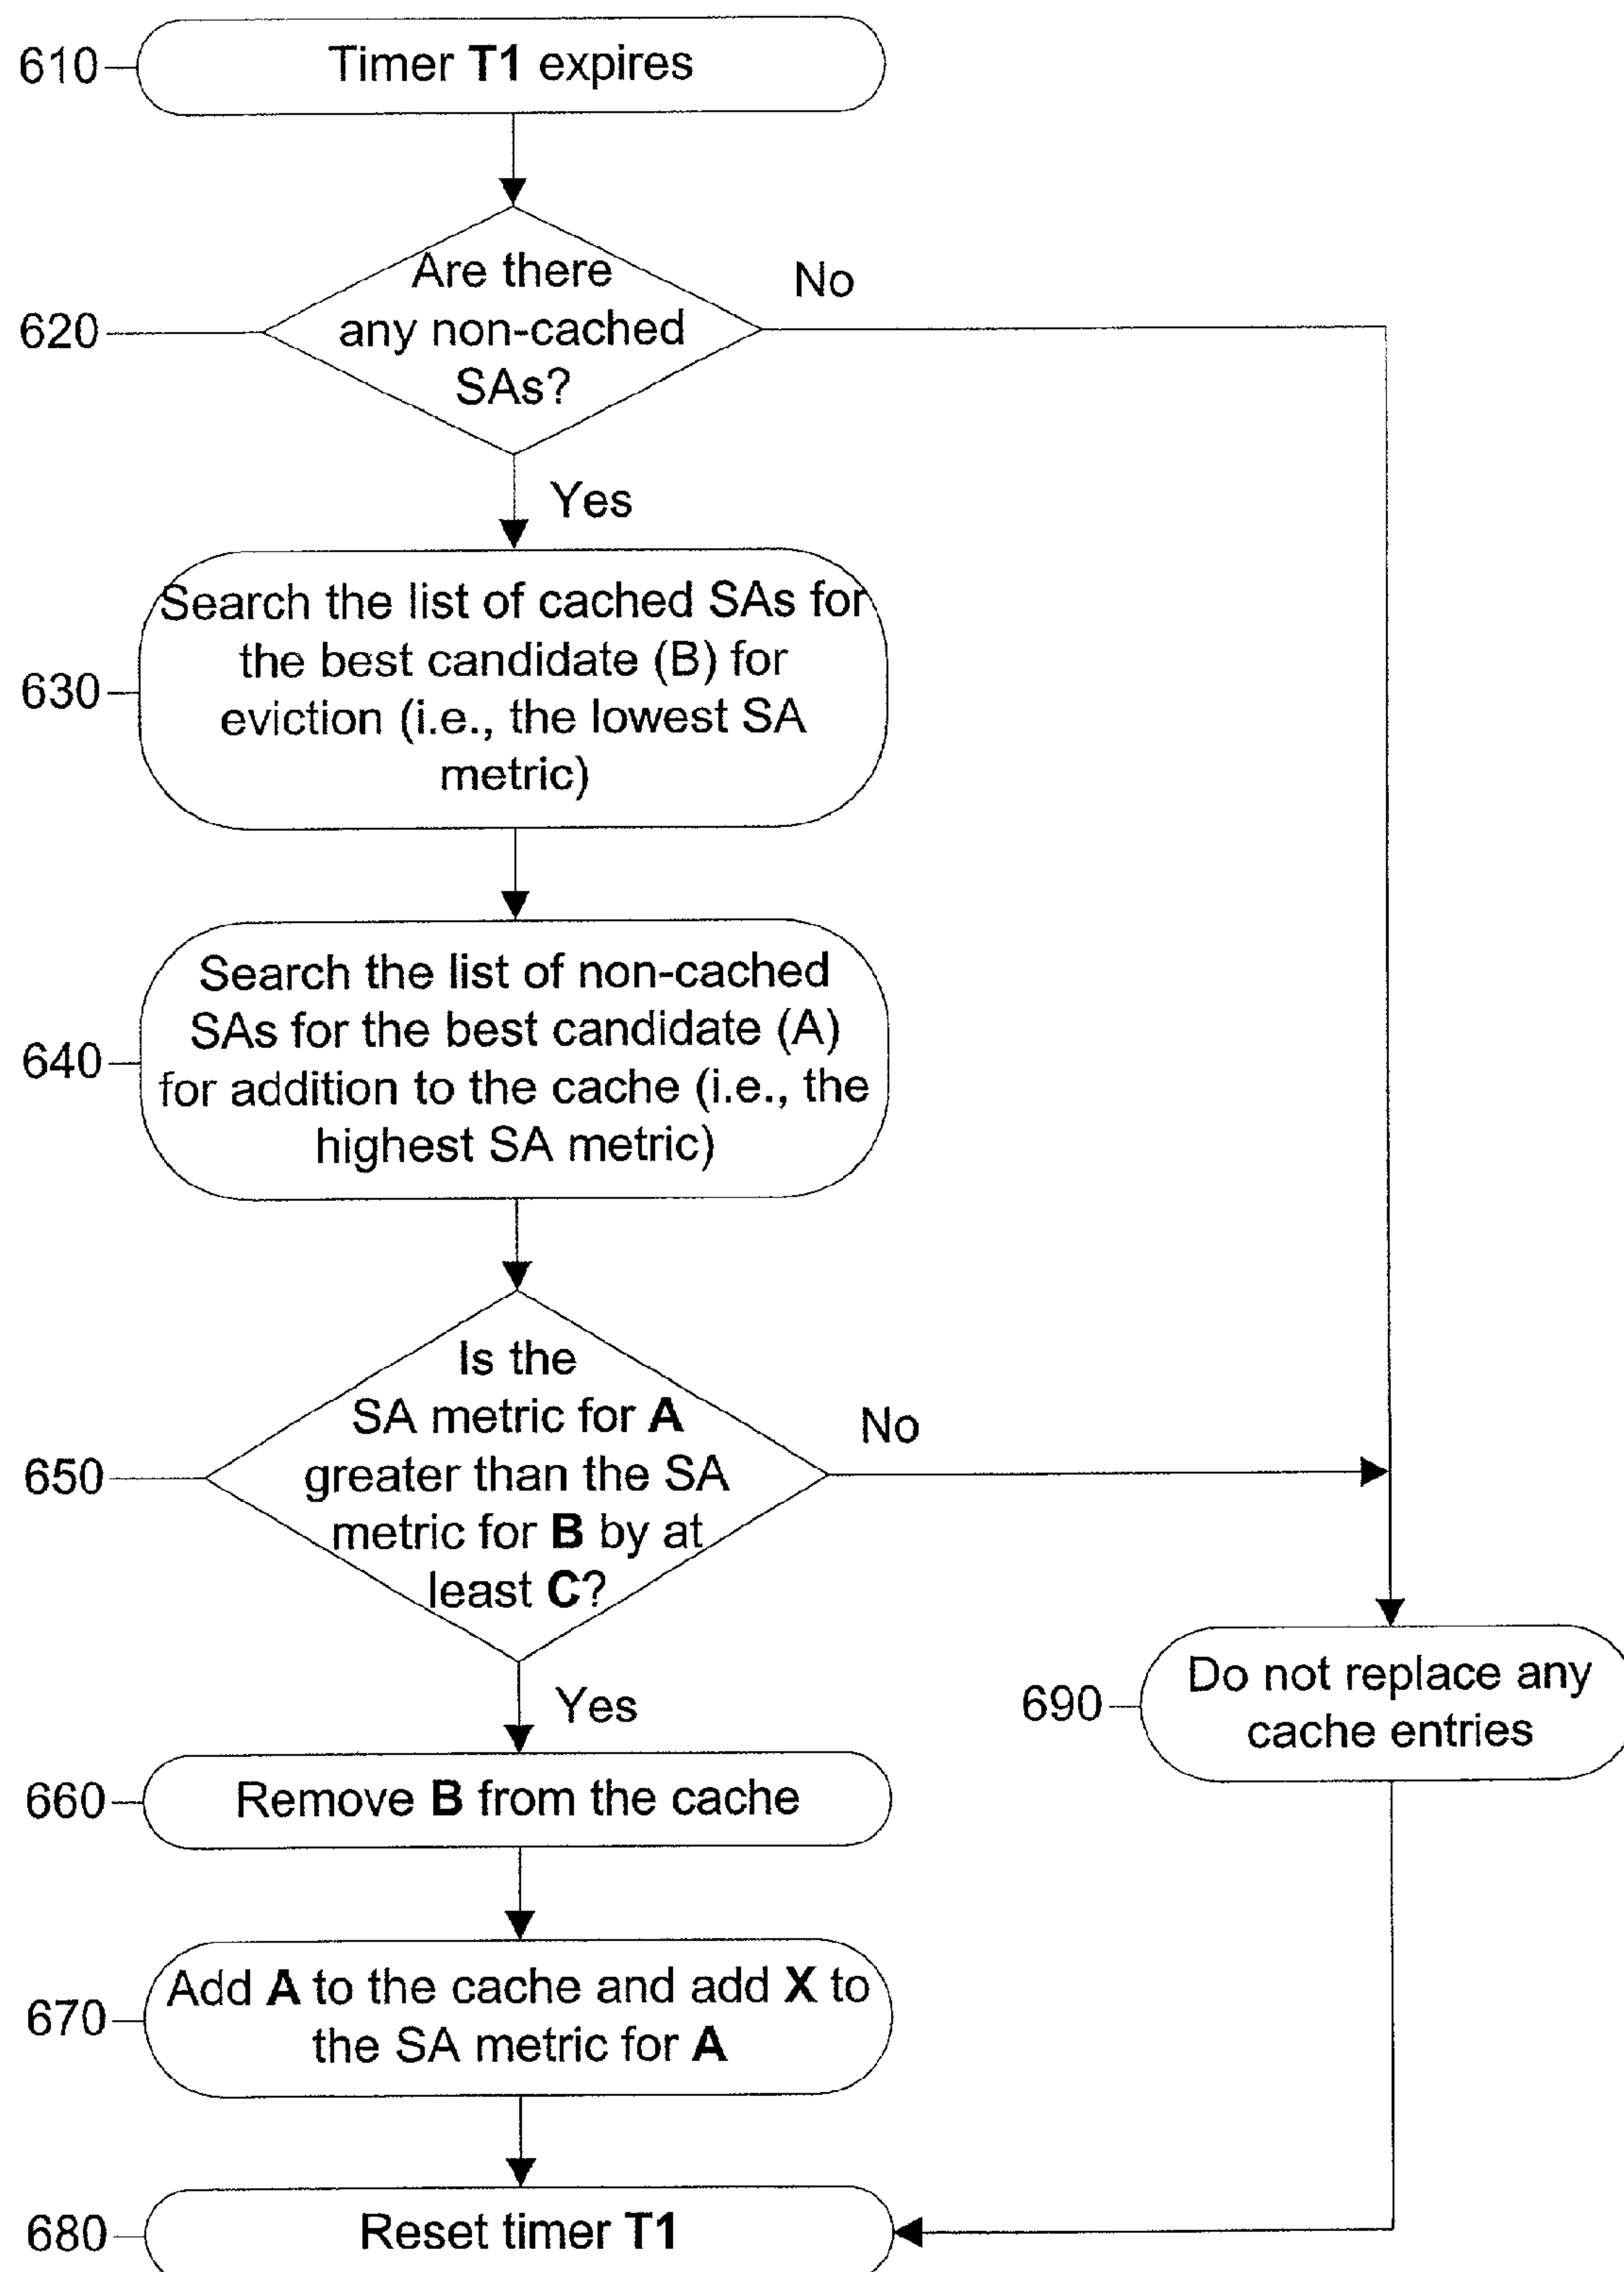 610
Timer T1 expires
620
Are there
any non-cached
SAs?
No
Yes
630
Search the list of cached SAs for
the best candidate (B) for
eviction (i.e., the lowest SA
metric)
640
Search the list of non-cached
SAs for the best candidate (A)
for addition to the cache (i.e., the
highest SA metric)
650
Is the
SA metric for A
greater than the SA
metric for B by at
least C?
No
Yes
690
Do not replace any
cache entries
660
Remove B from the cache
670
Add A to the cache and add X to
the SA metric for A
680
Reset timer T1